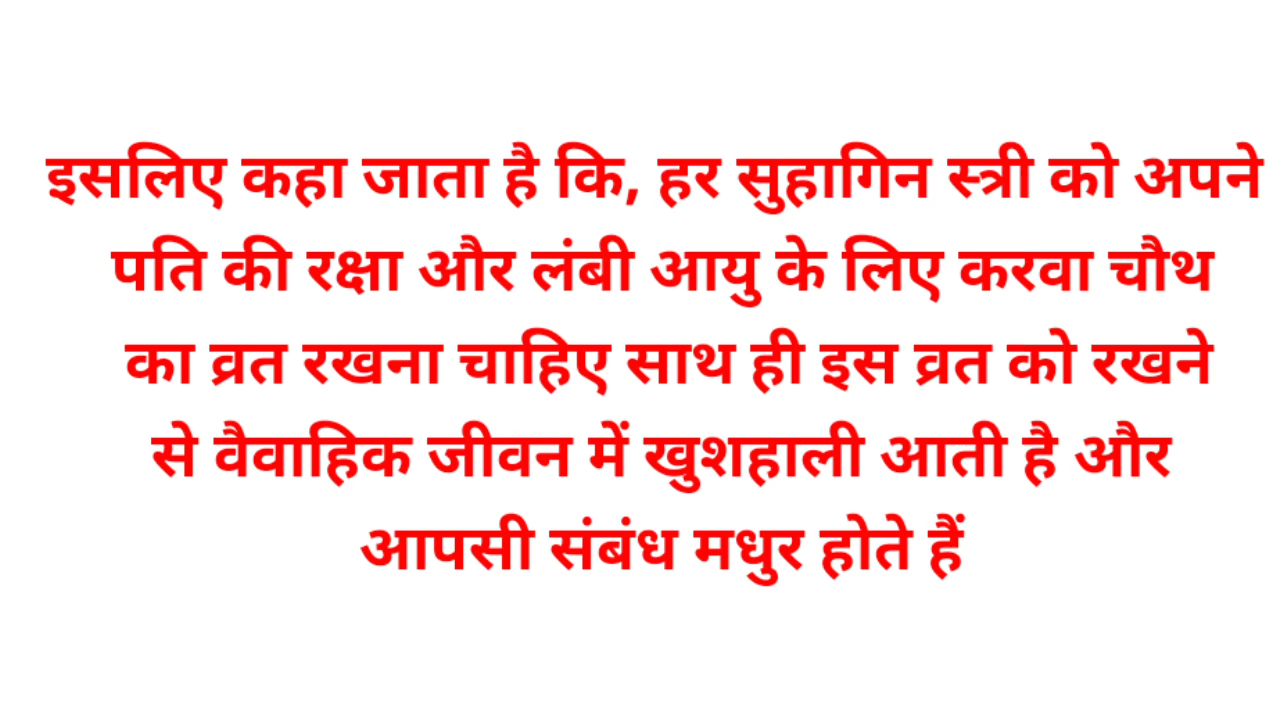 इसलिए कहा जाता है कि, हर सुहागिन स्त्री को अपने
पति की रक्षा और लंबी आयु के लिए करवा चौथ
का व्रत रखना चाहिए साथ ही इस व्रत को रखने
से वैवाहिक जीवन में खुशहाली आती है और
आपसी संबंध मधुर होते हैं